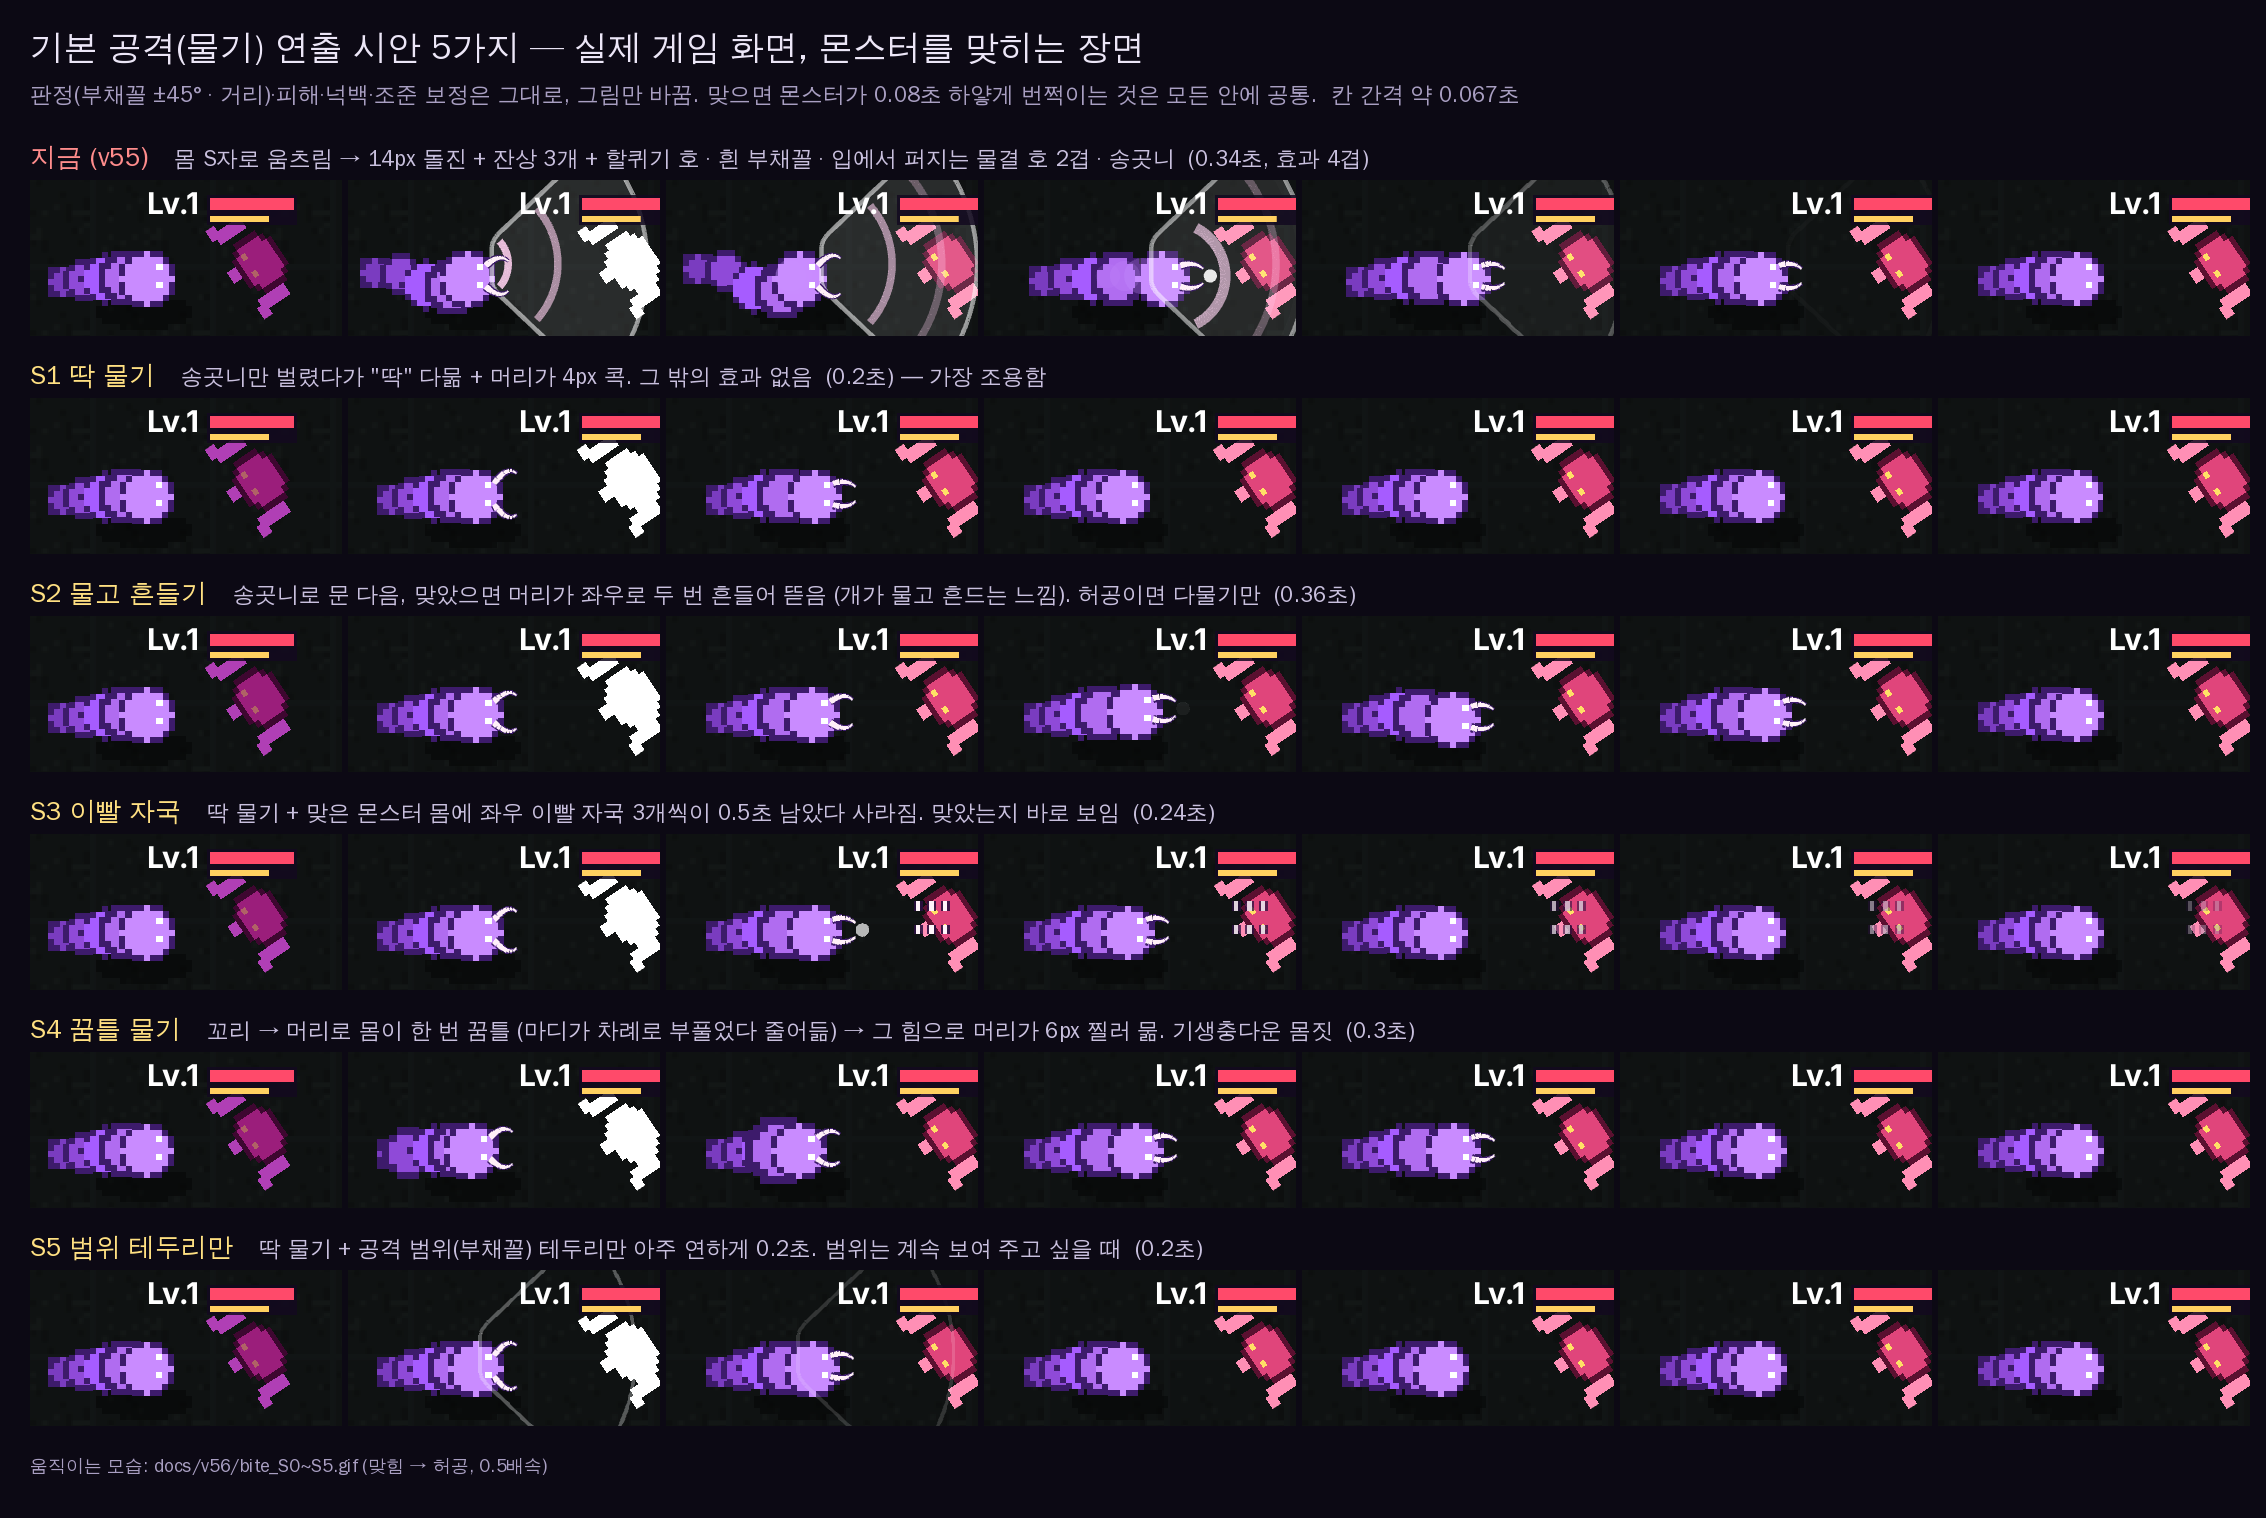 기본 공격(물기) 연출 시안 5가지 — 실제 게임 화면, 몬스터를 맞히는 장면
판정(부채꼴 ±45° · 거리)·피해·넉백·조준 보정은 그대로, 그림만 바꿈. 맞으면 몬스터가 0.08초 하얗게 번쩍이는 것은 모든 안에 공통. 칸 간격 약 0.067초
지금 (v55) 몸 S자로 움츠림 → 14px 돌진 + 잔상 3개 + 할퀴기 호 · 흰 부채꼴 · 입에서 퍼지는 물결 호 2겹 · 송곳니 (0.34초, 효과 4겹)
Lv.1 Lv.1 Lv.1 Lv.1 Lv.1 Lv.1 Lv.1
S1 딱 물기 송곳니만 벌렸다가 "딱" 다묾 + 머리가 4px 콕. 그 밖의 효과 없음 (0.2초) — 가장 조용함
Lv.1 Lv.1 Lv.1 Lv.1 Lv.1 Lv.1 Lv.1
S2 물고 흔들기 송곳니로 문 다음, 맞았으면 머리가 좌우로 두 번 흔들어 뜯음 (개가 물고 흔드는 느낌). 허공이면 다물기만 (0.36초)
Lv.1 Lv.1 Lv.1 Lv.1 Lv.1 Lv.1 Lv.1
S3 이빨 자국 딱 물기 + 맞은 몬스터 몸에 좌우 이빨 자국 3개씩이 0.5초 남았다 사라짐. 맞았는지 바로 보임 (0.24초)
Lv.1 Lv.1 Lv.1 Lv.1 Lv.1 Lv.1 Lv.1
S4 꿈틀 물기 꼬리 → 머리로 몸이 한 번 꿈틀 (마디가 차례로 부풀었다 줄어듦) → 그 힘으로 머리가 6px 찔러 묾. 기생충다운 몸짓 (0.3초)
Lv.1 Lv.1 Lv.1 Lv.1 Lv.1 Lv.1 Lv.1
S5 범위 테두리만 딱 물기 + 공격 범위(부채꼴) 테두리만 아주 연하게 0.2초. 범위는 계속 보여 주고 싶을 때 (0.2초)
Lv.1 Lv.1 Lv.1 Lv.1 Lv.1 Lv.1 Lv.1
움직이는 모습: docs/v56/bite_S0~S5.gif (맞힘 → 허공, 0.5배속)